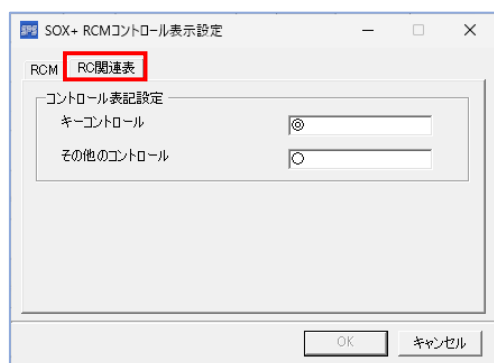 SPS SOX+ RCMコントロール表示設定
RCM RC関連表
コントロール表記設定
キーコントロール ◎
その他のコントロール ○
OK キャンセル